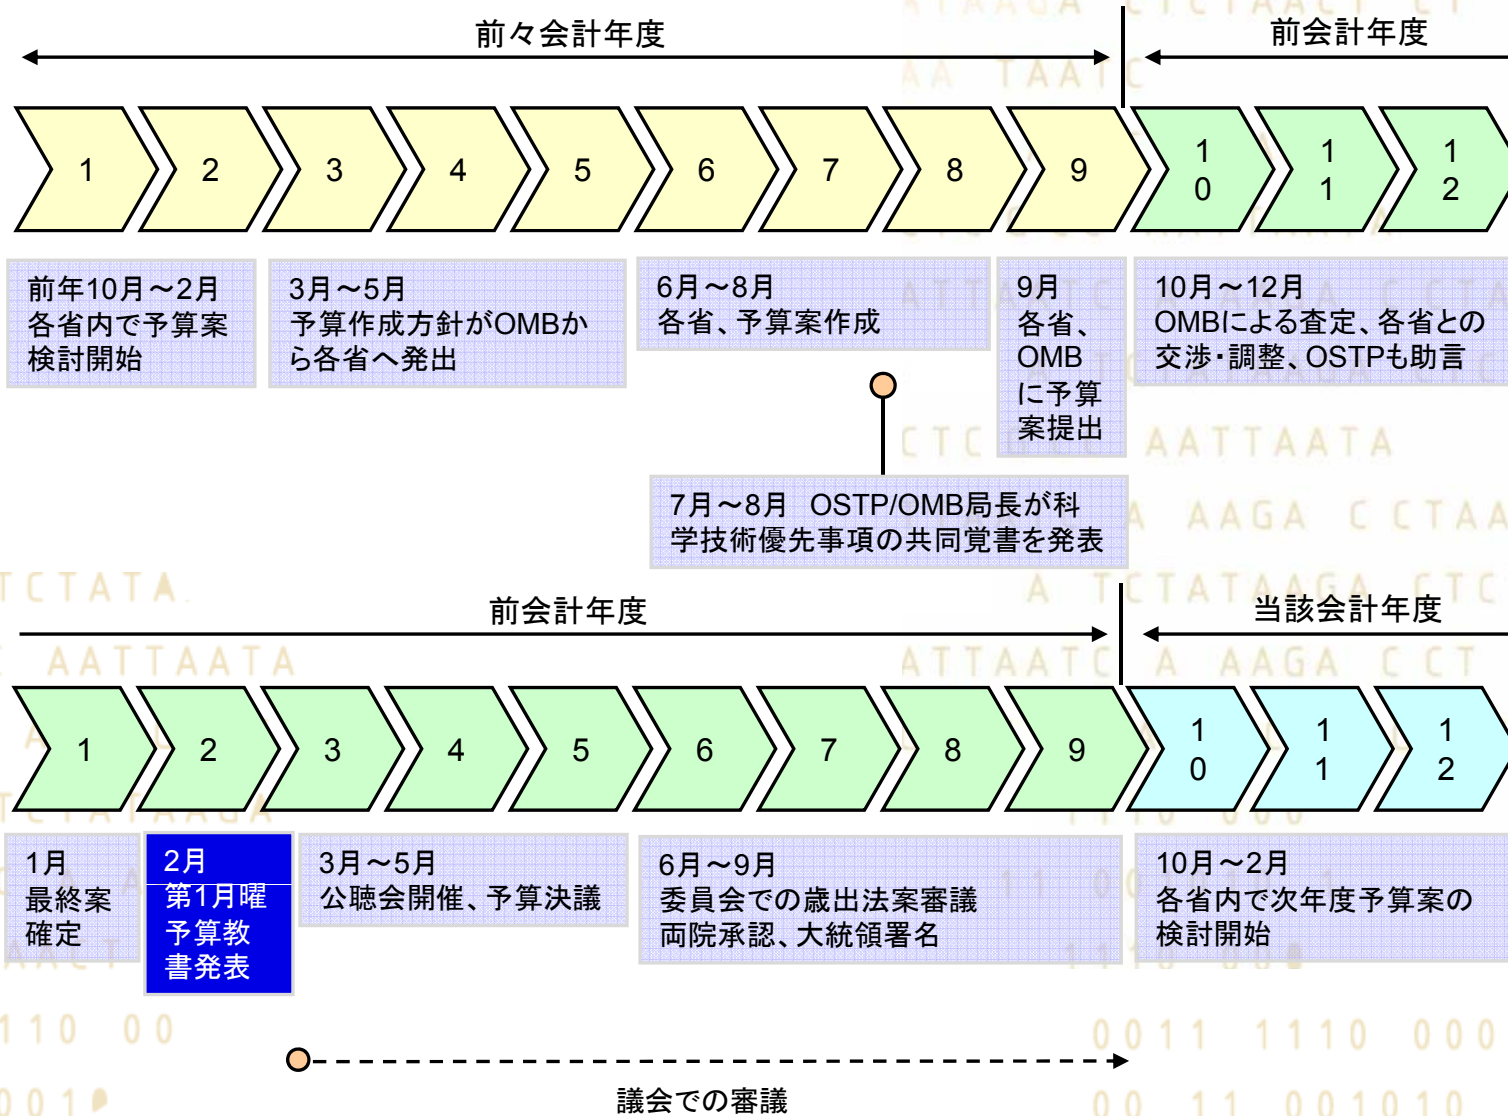 前々会計年度
前会計年度
1 2 3 4 5 6 7 8 9 10 11 12
前年10月～2月
各省内で予算案
検討開始
3月～5月
予算作成方針がOMBか
ら各省へ発出
6月～8月
各省、予算案作成
9月
各省、
OMB
に予算
案提出
10月～12月
OMBによる査定、各省との
交渉・調整、OSTPも助言
7月～8月 OSTP/OMB局長が科
学技術優先事項の共同覚書を発表
前会計年度
当該会計年度
1 2 3 4 5 6 7 8 9 10 11 12
1月
最終案
確定
2月
第1月曜
予算教
書発表
3月～5月
公聴会開催、予算決議
6月～9月
委員会での歳出法案審議
両院承認、大統領署名
10月～2月
各省内で次年度予算案の
検討開始
議会での審議